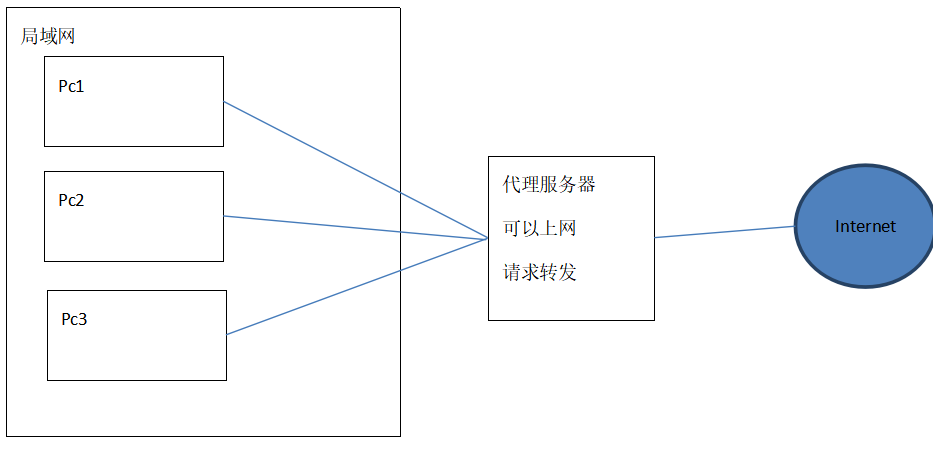 局域网
Pc1
Pc2
Pc3
代理服务器
可以上网
请求转发
Internet